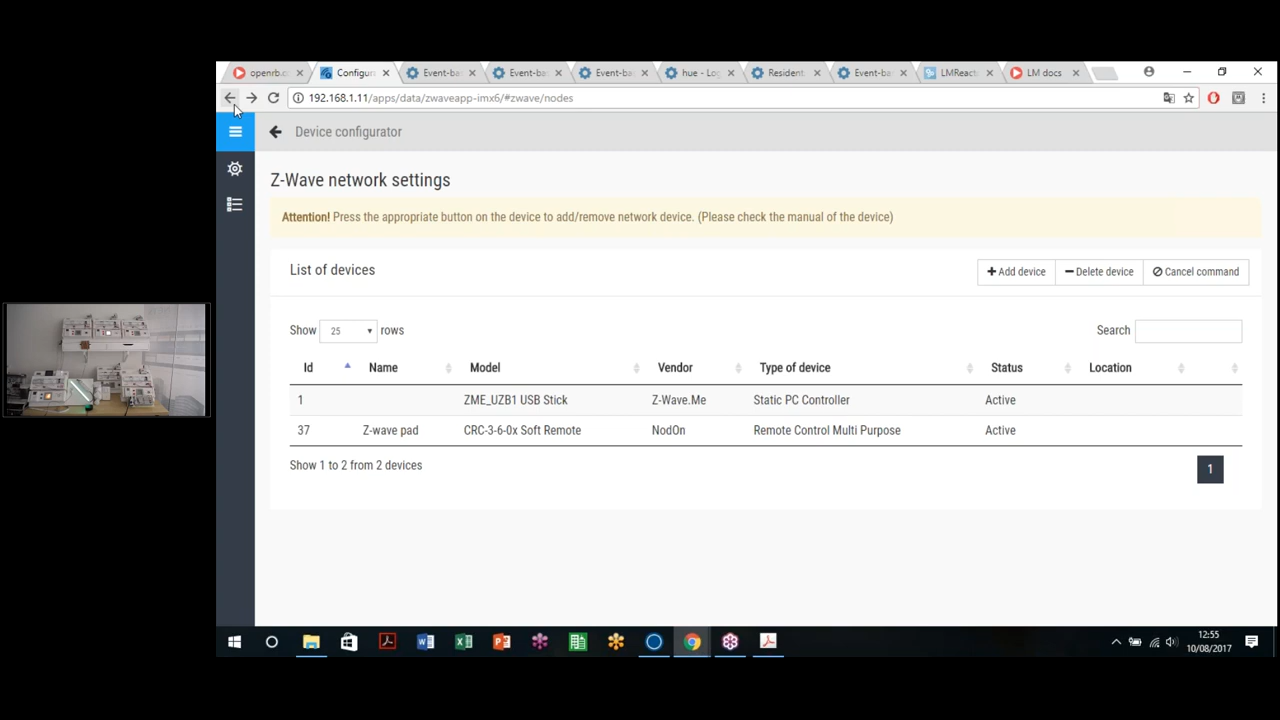 openrb.o
Configura
Event-ba
Event-ba
Event-ba
hue - Log
Resident
Event-ba
LMReact
LM docs
192.168.1.11/apps/data/zwaveapp-imx6/#zwave/nodes
Device configurator
Z-Wave network settings
Attention! Press the appropriate button on the device to add/remove network device. (Please check the manual of the device)
List of devices
Add device
Delete device
Cancel command
Show 25 rows
Search
Id Name Model Vendor Type of device Status Location
1 ZME_UZB1 USB Stick Z-Wave.Me Static PC Controller Active
37 Z-wave pad CRC-3-6-0x Soft Remote NodOn Remote Control Multi Purpose Active
Show 1 to 2 from 2 devices
1
12:55
10/08/2017